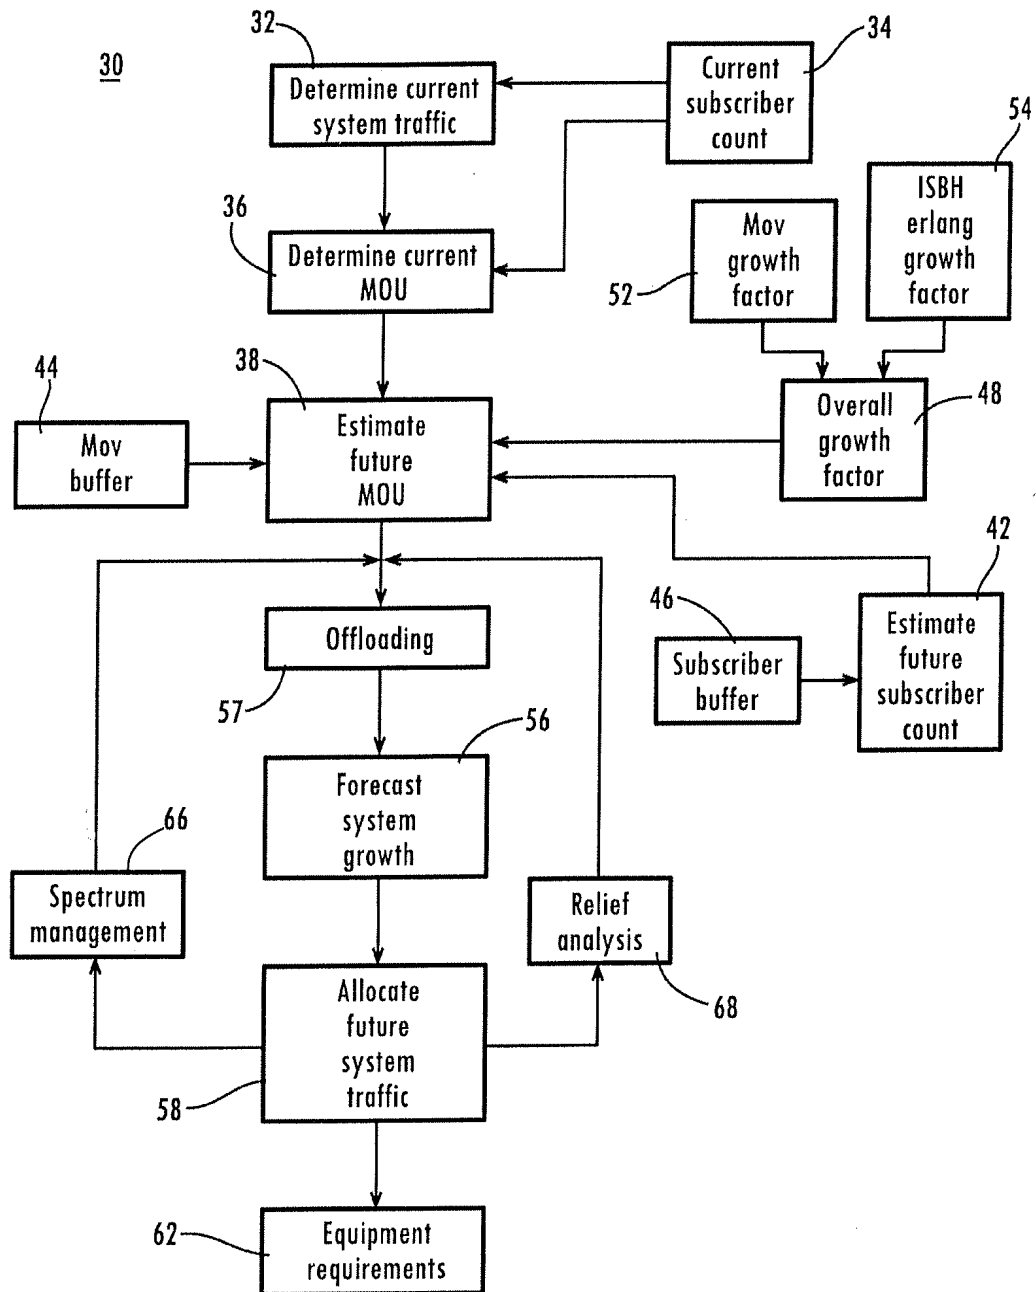 30
32
Determine current
system traffic
34
Current
subscriber
count
54
ISBH
erlang
growth
factor
36
Determine current
MOU
52
Mov
growth
factor
44
Mov
buffer
38
Estimate
future
MOU
48
Overall
growth
factor
42
Estimate
future
subscriber
count
46
Subscriber
buffer
Offloading
57
56
Forecast
system
growth
66
Spectrum
management
Relief
analysis
68
Allocate
future
system
traffic
58
62
Equipment
requirements